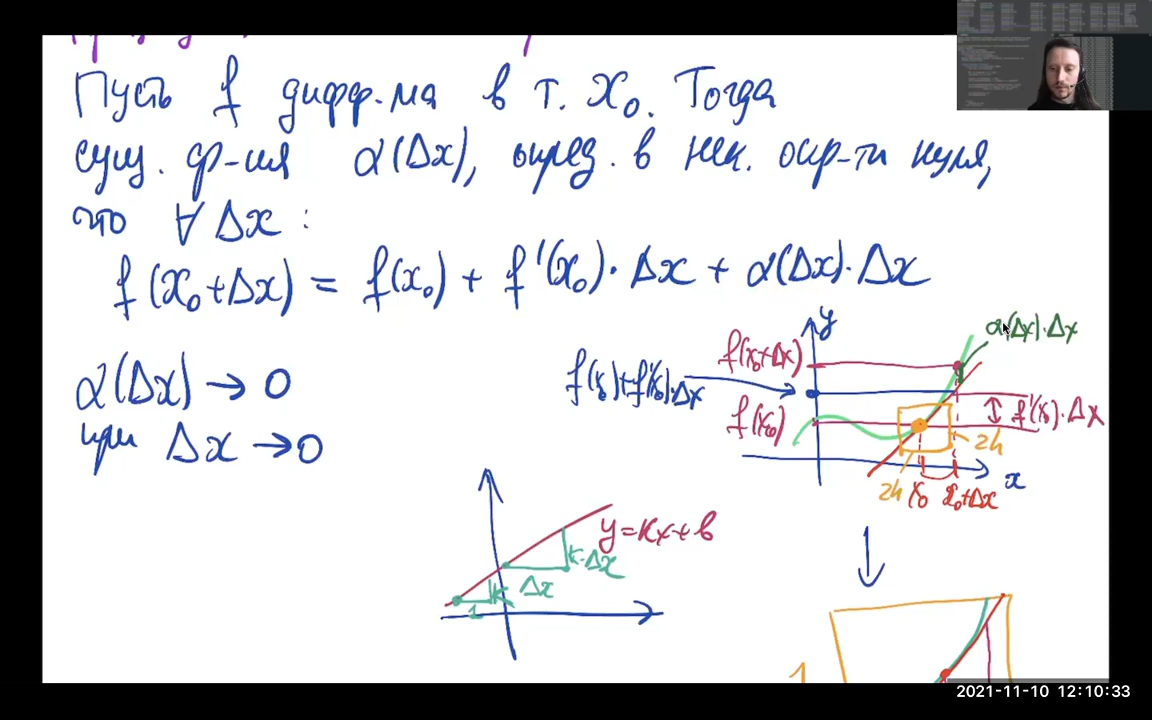 Пусть f дифф-ма в т. x₀. Тогда
сущ. ф-ция α(Δx), опред. в нек. окр-ти нуля,
что ∀ Δx :
f(x₀+Δx) = f(x₀) + f'(x₀)·Δx + α(Δx)·Δx
α(Δx) → 0
при Δx → 0
y
α(Δx)·Δx
f(x₀+Δx)
f(x₀)+f'(x₀)·Δx
f(x₀)
f'(x₀)·Δx
2h
2h
x₀
x₀+Δx
x
y=kx+b
k·Δx
Δx
k
1
1
2021-11-10 12:10:33